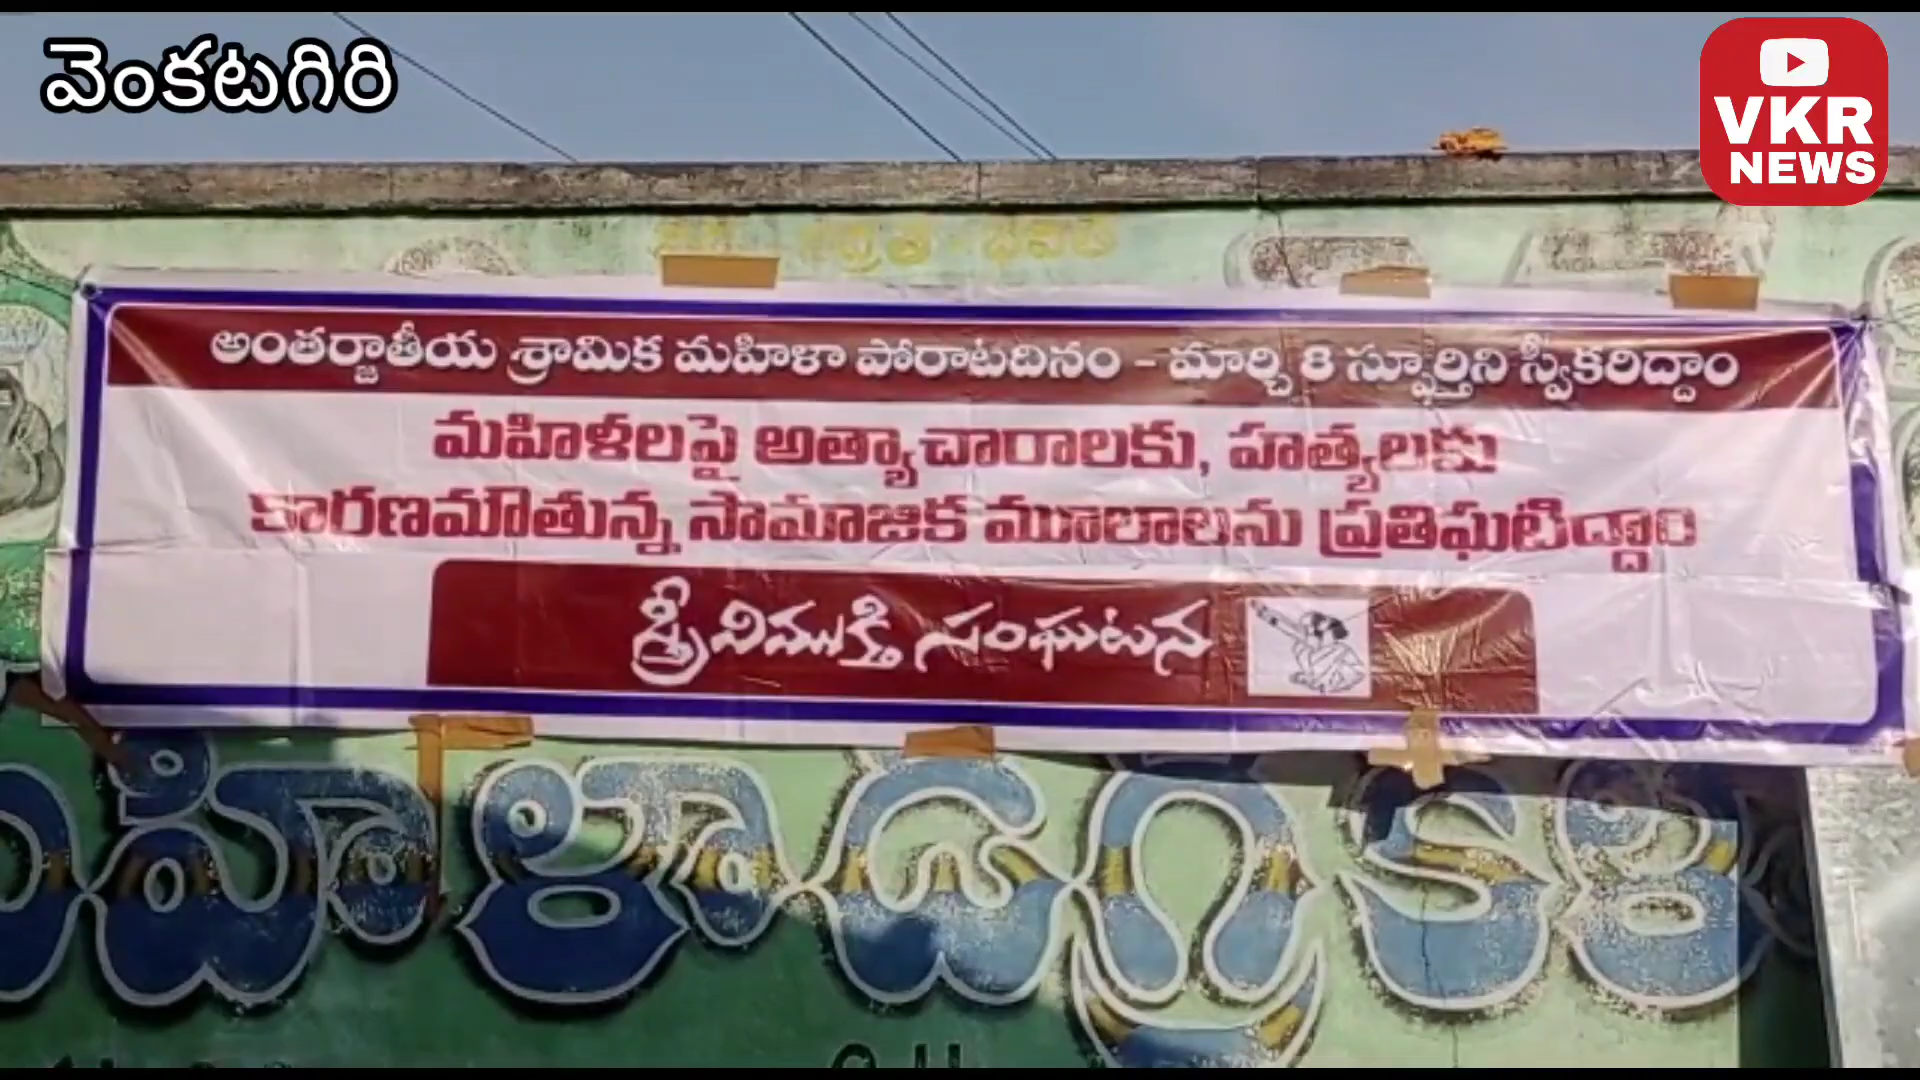 వెంకటగిరి
VKR
NEWS
అంతర్జాతీయ శ్రామిక మహిళా పోరాటదినం - మార్చి 8 స్ఫూర్తిని స్వీకరిద్దాం
మహిళలపై అత్యాచారాలకు, హత్యలకు
కారణమౌతున్న సామాజిక మూలాలను ప్రతిఘటిద్దాం
స్త్రీవిముక్తి సంఘటన